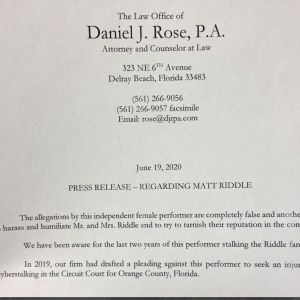 The Law Office of
Daniel J. Rose, P.A.
Attorney and Counselor at Law
323 NE 6TH Avenue
Delray Beach, Florida 33483
(561) 266-9056
(561) 266-9057 facsimile
Email: rose@djrpa.com
June 19, 2020
PRESS RELEASE – REGARDING MATT RIDDLE
The allegations by this independent female performer are completely false and anothe
harass and humiliate Mr. and Mrs. Riddle and to try to tarnish their reputation in the com
We have been aware for the last two years of this performer stalking the Riddle fam
In 2019, our firm had drafted a pleading against this performer to seek an injun
yberstalking in the Circuit Court for Orange County, Florida.